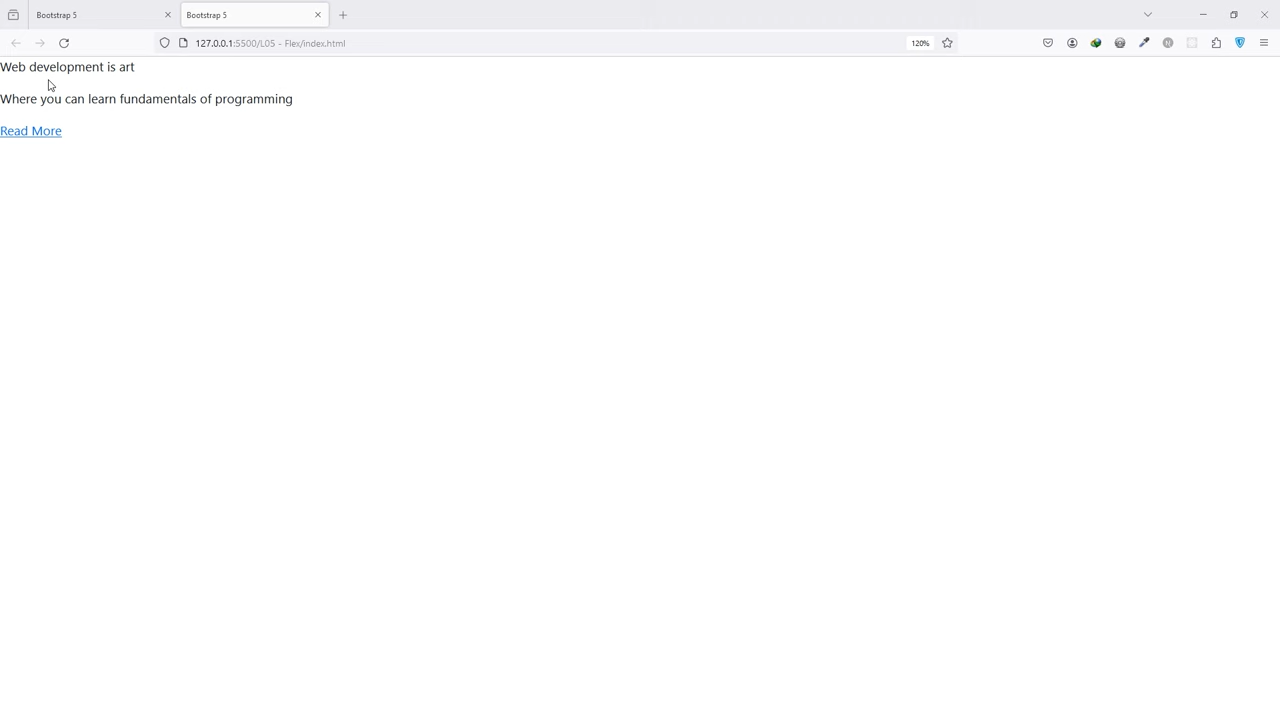 Bootstrap 5
Bootstrap 5
127.0.0.1:5500/L05 - Flex/index.html
120%
Web development is art
Where you can learn fundamentals of programming
Read More